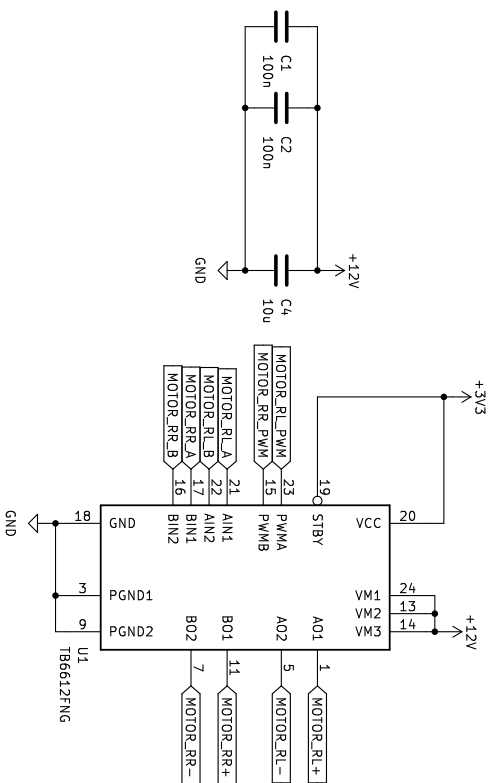 C1
100n
C2
100n
C4
10u
+12V
GND
+3V3
+12V
MOTOR_RL_PWM
MOTOR_RR_PWM
MOTOR_RL_A
MOTOR_RL_B
MOTOR_RR_A
MOTOR_RR_B
19
23
15
21
22
17
16
STBY
PWMA
PWMB
AIN1
AIN2
BIN1
BIN2
20
VCC
24
VM1
13
VM2
14
VM3
18
GND
3
PGND1
9
PGND2
GND
AO1
AO2
BO1
BO2
1
5
11
7
MOTOR_RL+
MOTOR_RL-
MOTOR_RR+
MOTOR_RR-
U1
TB6612FNG